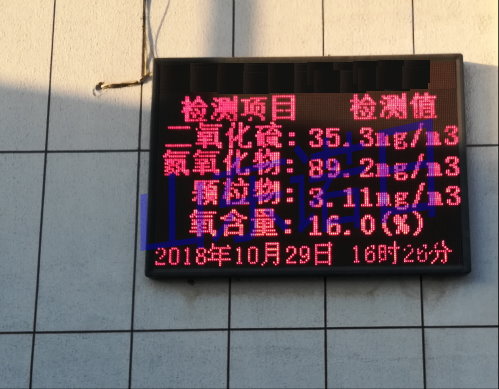 检测项目 检测值
二氧化硫: 35.3mg/m3
氮氧化物: 89.2mg/m3
颗粒物: 3.11mg/m3
氧含量: 16.0(%)
2018年10月29日 16时26分